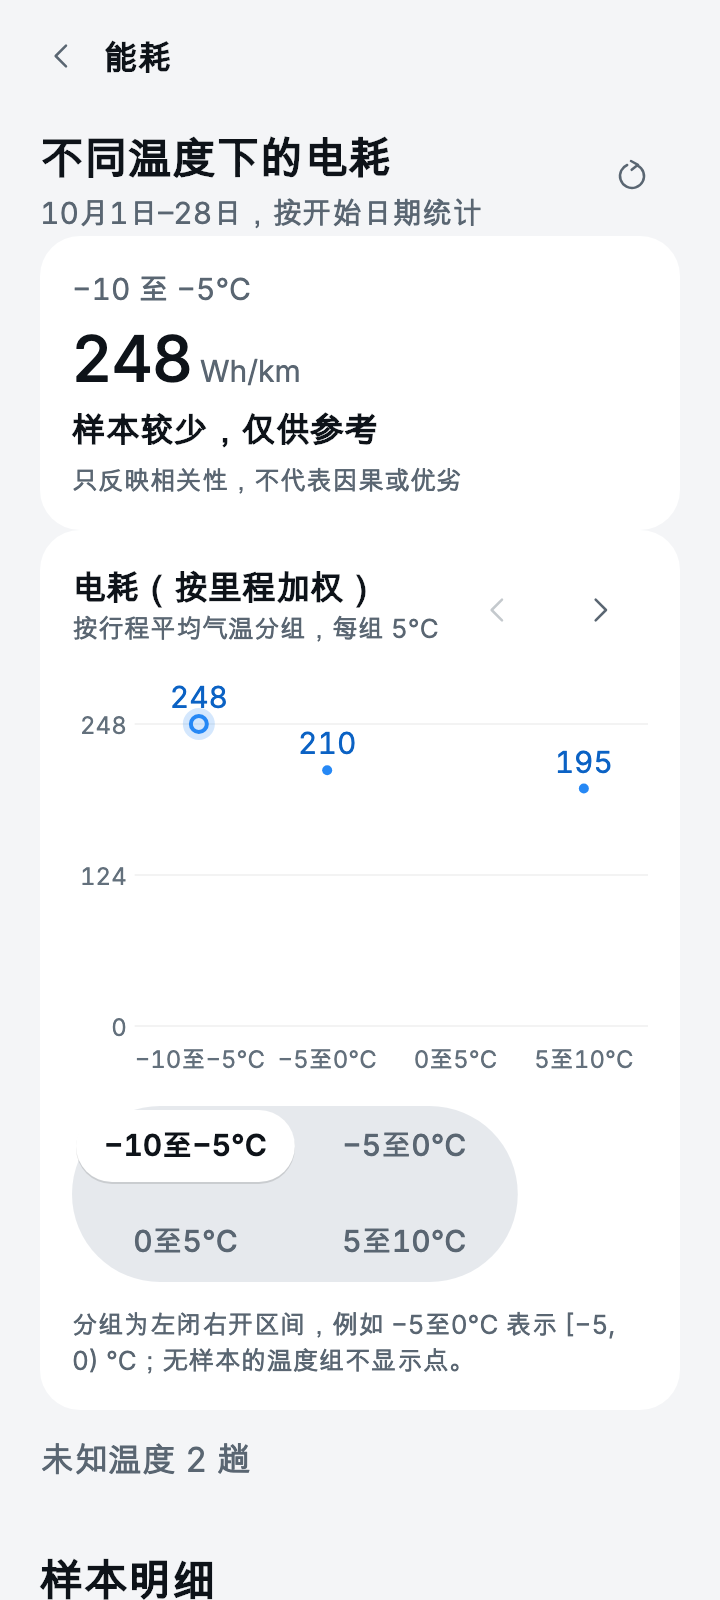 能耗
不同温度下的电耗
10月1日–28日，按开始日期统计
−10 至 −5°C
248 Wh/km
样本较少，仅供参考
只反映相关性，不代表因果或优劣
电耗（按里程加权）
按行程平均气温分组，每组 5°C
248
210
195
248
124
0
−10至−5°C −5至0°C 0至5°C 5至10°C
−10至−5°C −5至0°C
0至5°C 5至10°C
分组为左闭右开区间，例如 −5至0°C 表示 [−5,
0) °C；无样本的温度组不显示点。
未知温度 2 趟
样本明细